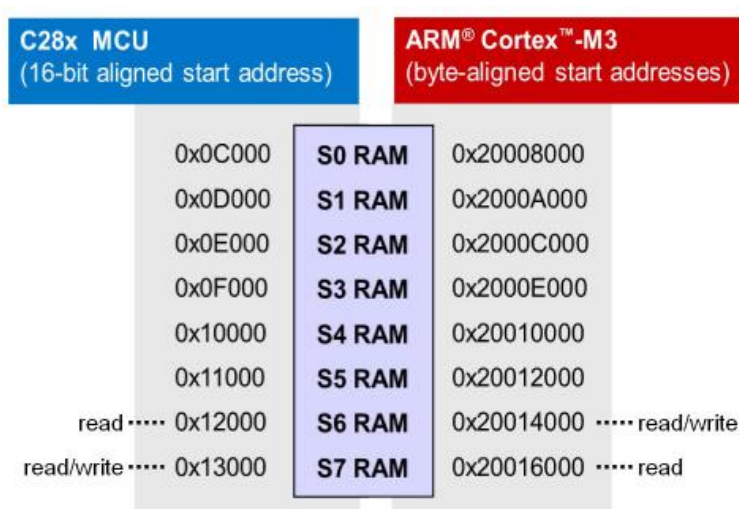 C28x MCU
(16-bit aligned start address)
ARM® Cortex™-M3
(byte-aligned start addresses)
0x0C000 S0 RAM 0x20008000
0x0D000 S1 RAM 0x2000A000
0x0E000 S2 RAM 0x2000C000
0x0F000 S3 RAM 0x2000E000
0x10000 S4 RAM 0x20010000
0x11000 S5 RAM 0x20012000
read ····· 0x12000 S6 RAM 0x20014000 ····· read/write
read/write ····· 0x13000 S7 RAM 0x20016000 ····· read